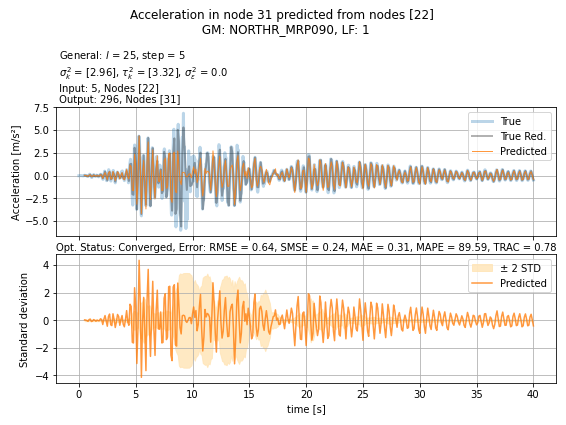 Acceleration in node 31 predicted from nodes [22]
GM: NORTHR_MRP090, LF: 1
General: l = 25, step = 5
σ²ₖ = [2.96], τ²ₖ = [3.32], σ²ε = 0.0
Input: 5, Nodes [22]
Output: 296, Nodes [31]
7.5
5.0
2.5
0.0
−2.5
−5.0
Acceleration [m/s²]
True
True Red.
Predicted
Opt. Status: Converged, Error: RMSE = 0.64, SMSE = 0.24, MAE = 0.31, MAPE = 89.59, TRAC = 0.78
4
2
0
−2
−4
Standard deviation
± 2 STD
Predicted
0 5 10 15 20 25 30 35 40
time [s]